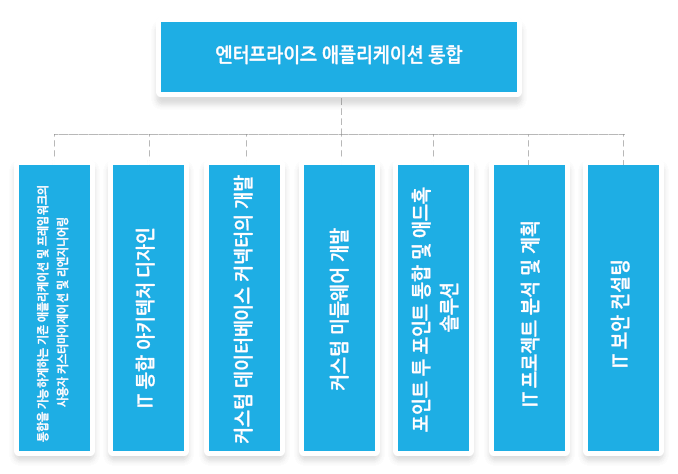 엔터프라이즈 애플리케이션 통합
통합을 가능하게하는 기존 애플리케이션 및 프레임워크의
사용자 커스터마이제이션 및 리엔지니어링
IT 통합 아키텍처 디자인
커스텀 데이터베이스 커넥터의 개발
커스텀 미들웨어 개발
포인트 투 포인트 통합 및 애드혹
솔루션
IT 프로젝트 분석 및 계획
IT 보안 컨설팅